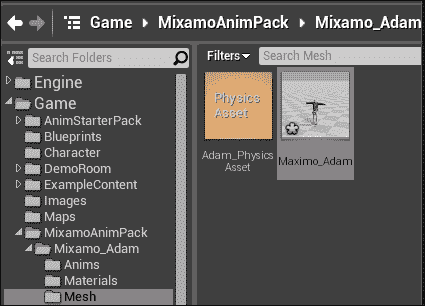 Game MixamoAnimPack Mixamo_Adam
Search Folders
Filters Search Mesh
Engine
Game
AnimStarterPack
Blueprints
Character
DemoRoom
ExampleContent
Images
Maps
MixamoAnimPack
Mixamo_Adam
Anims
Materials
Mesh
Physics
Asset
Adam_Physics
Asset
Maximo_Adam